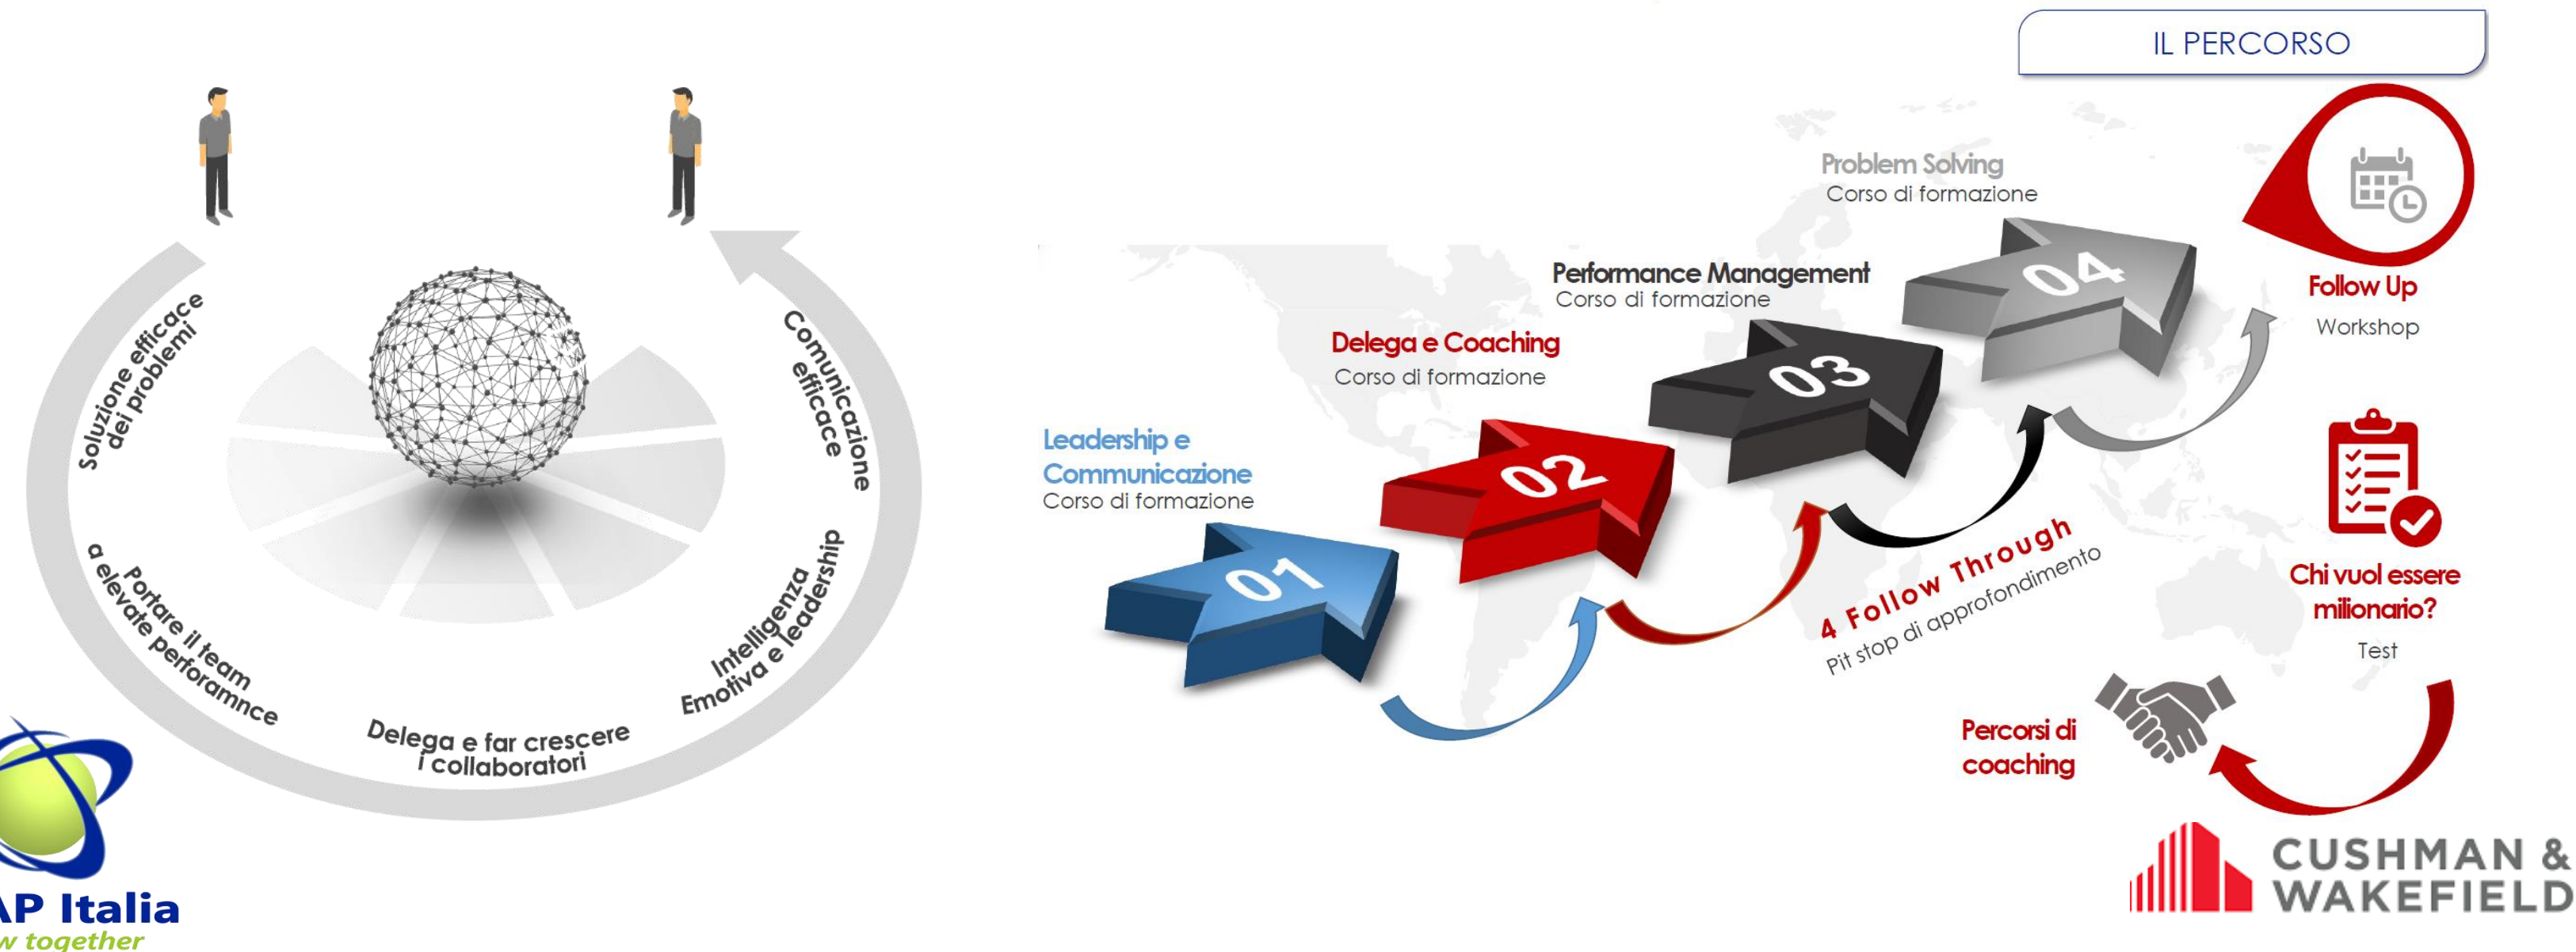 IL PERCORSO
Soluzione efficace
dei problemi
Portare il team
a elevate perforamnce
Delega e far crescere
i collaboratori
Intelligenza
Emotiva e leadership
Comunicazione
efficace
Leadership e
Communicazione
Corso di formazione
01
Delega e Coaching
Corso di formazione
02
Performance Management
Corso di formazione
03
Problem Solving
Corso di formazione
04
4 Follow Through
Pit stop di approfondimento
Follow Up
Workshop
Chi vuol essere
milionario?
Test
Percorsi di
coaching
Italia
together
CUSHMAN &
WAKEFIELD